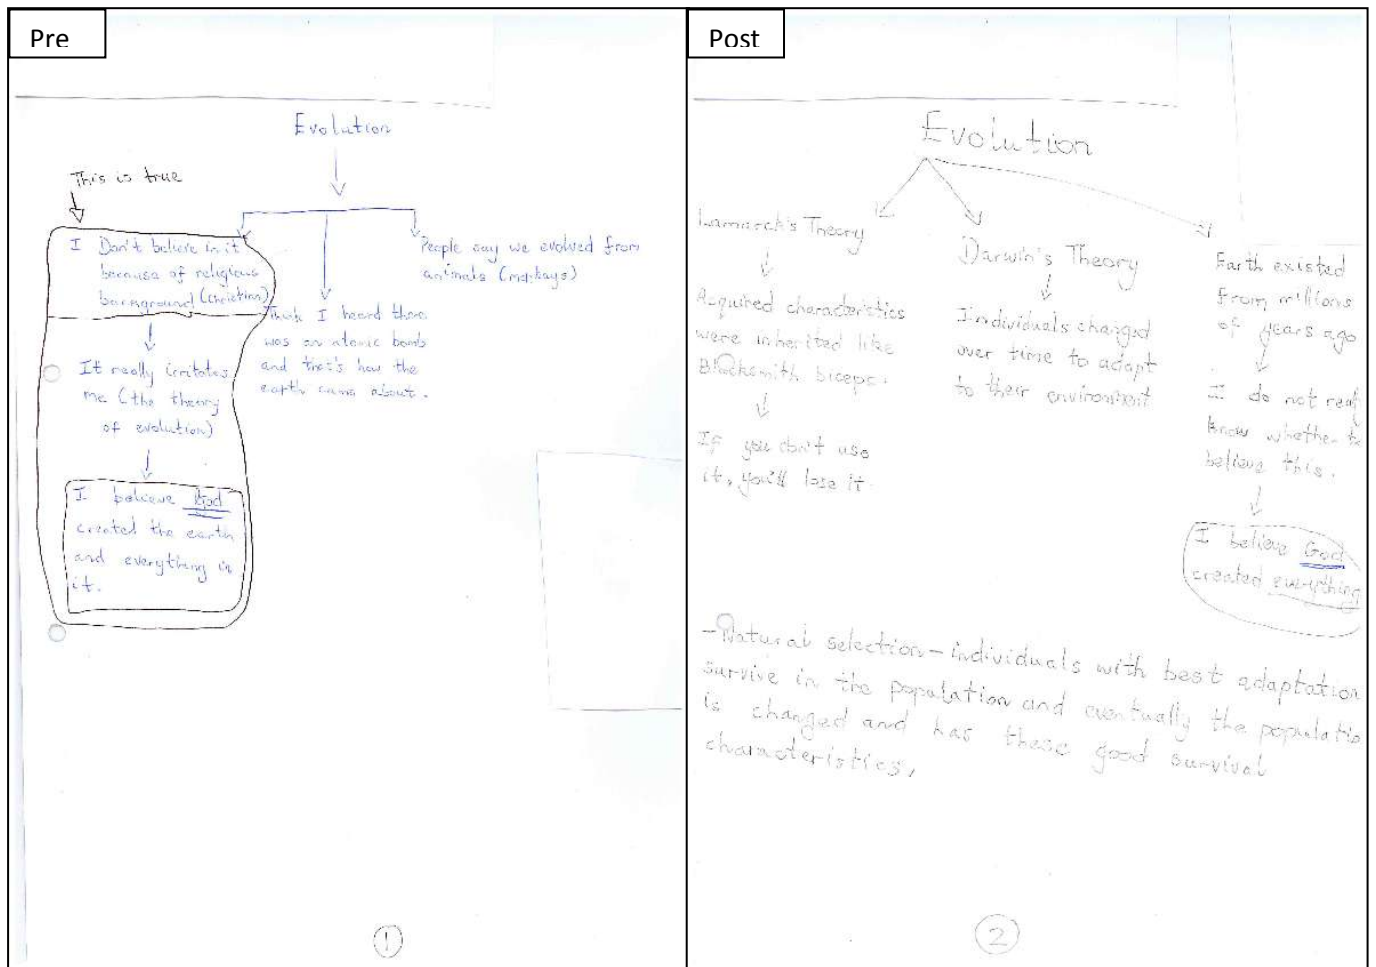 Pre
Evolution
This is true
I Don't believe in it
because of religious
background (christian)
It really irritates
me (the theory
of evolution)
I believe God
created the earth
and everything in
it.
Think I heard there
was an atomic bomb
and that's how the
earth came about.
People say we evolved from
animals
1
Post
Evolution
Lamarck's Theory
Acquired characteristics
were inherited like
Blacksmith biceps.
If you don't use
it, you'll lose it.
Darwin's Theory
Individuals changed
over time to adapt
to their environment
Earth existed
from millions
of years ago
I do not
know whether to
believe this.
I believe God
created everything
-Natural selection - individuals with best adaptation
survive in the population and eventually the populatio
is changed and has these good survival
characteristics,
2